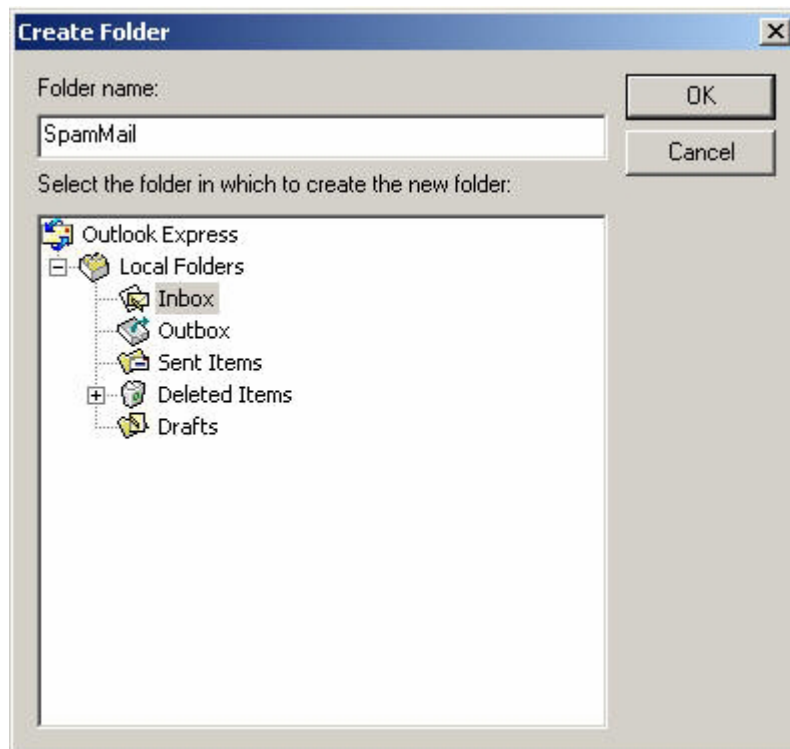 Create Folder
Folder name:
OK
SpamMail
Cancel
Select the folder in which to create the new folder:
Outlook Express
Local Folders
Inbox
Outbox
Sent Items
Deleted Items
Drafts